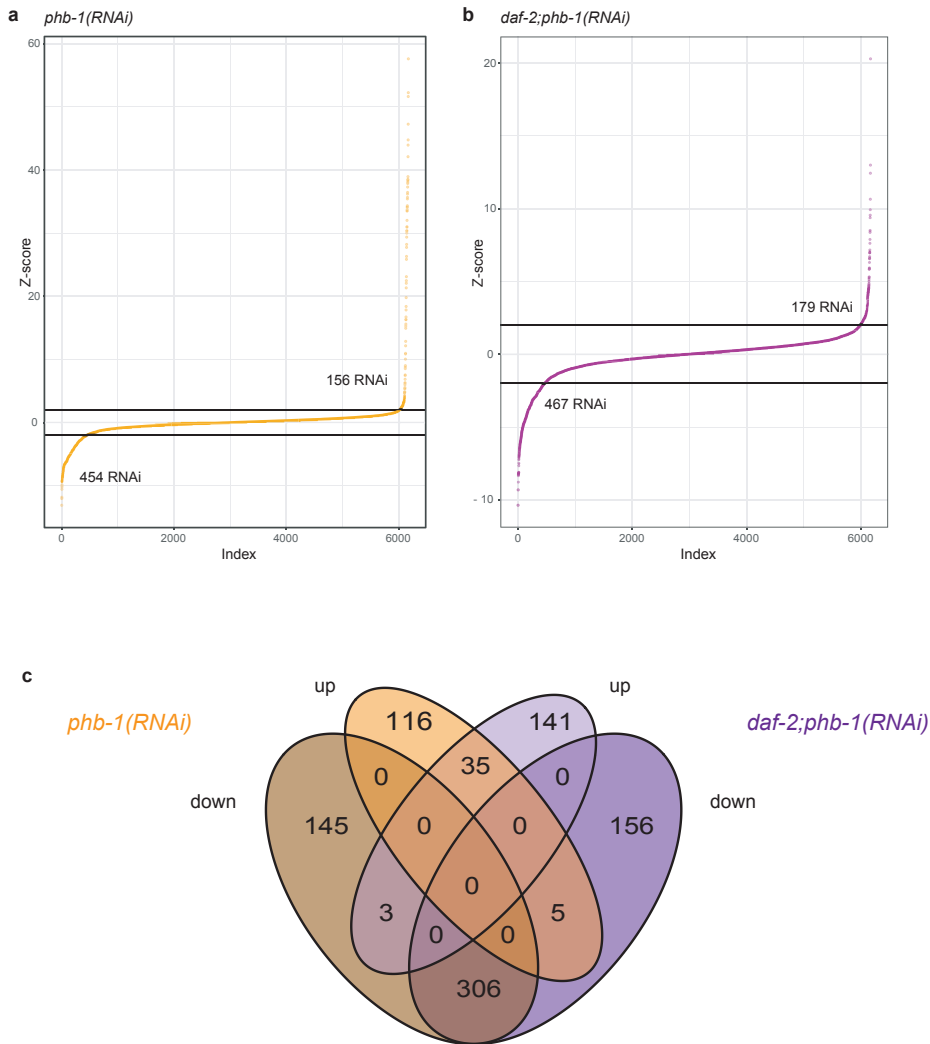 a
phb-1(RNAi)
60
40
20
0
Z-score
156 RNAi
454 RNAi
0
2000
4000
6000
Index
b
daf-2;phb-1(RNAi)
20
10
0
- 10
Z-score
179 RNAi
467 RNAi
0
2000
4000
6000
Index
c
up
up
phb-1(RNAi)
daf-2;phb-1(RNAi)
down
down
116
141
35
0
0
145
0
0
156
0
3
5
0
0
306